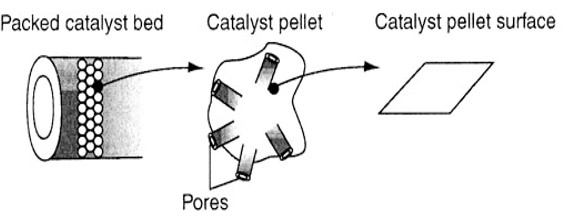 Packed catalyst bed
Catalyst pellet
Catalyst pellet surface
Pores